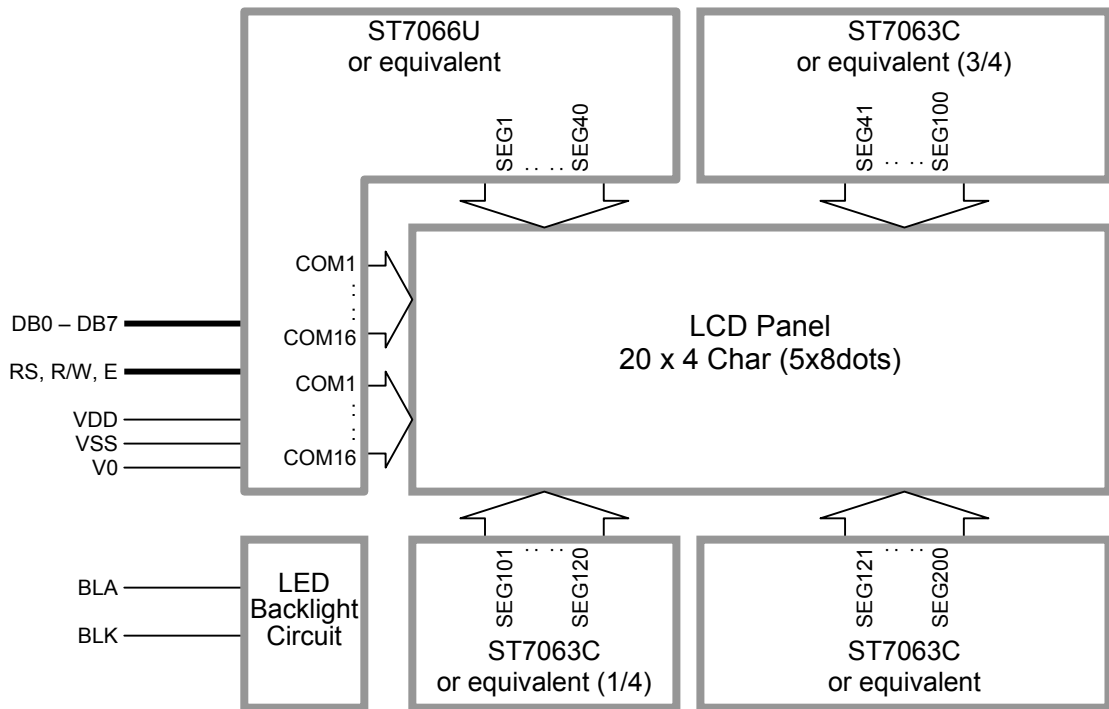 ST7066U
or equivalent
SEG1
.. ..
SEG40
ST7063C
or equivalent (3/4)
SEG41
.. ..
SEG100
COM1
. . . .
COM16
COM1
. . . .
COM16
DB0 – DB7
RS, R/W, E
VDD
VSS
V0
LCD Panel
20 x 4 Char (5x8dots)
BLA
BLK
LED
Backlight
Circuit
SEG101
.. ..
SEG120
ST7063C
or equivalent (1/4)
SEG121
.. ..
SEG200
ST7063C
or equivalent